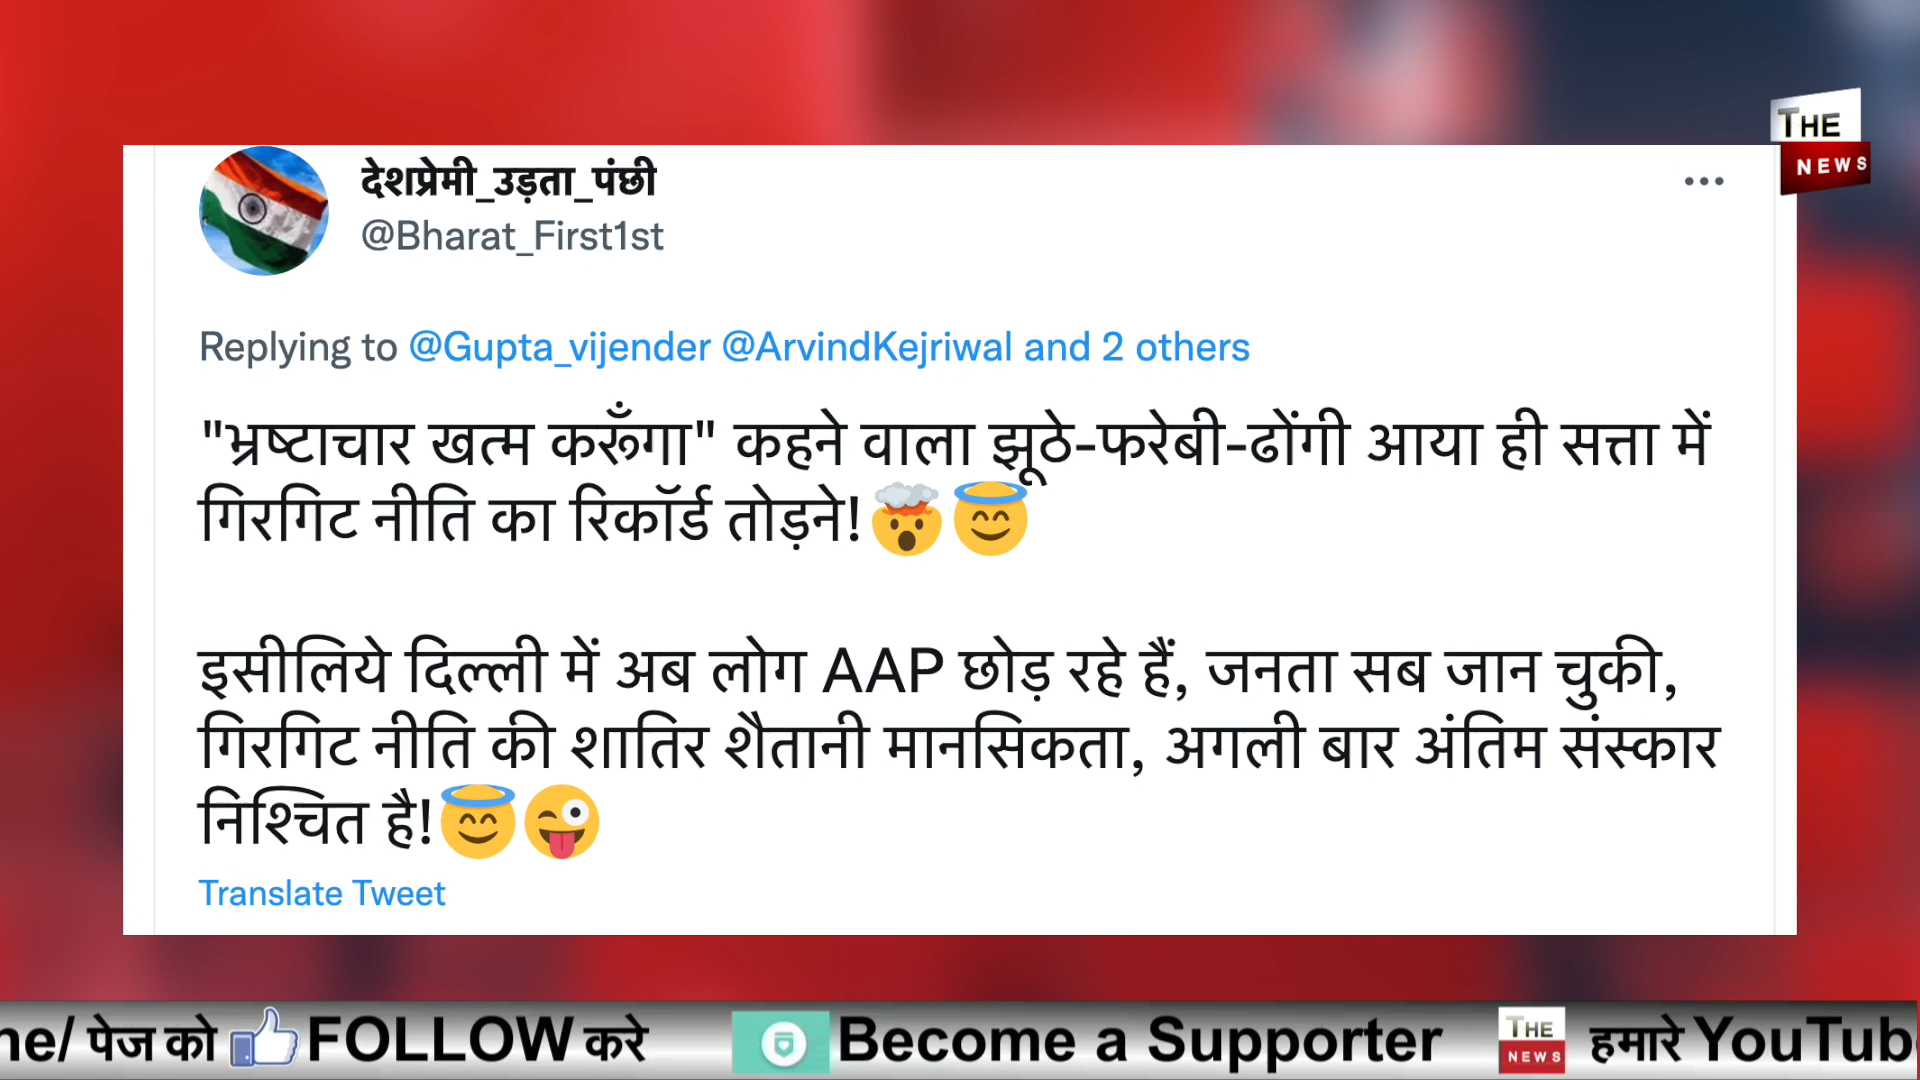 THE
NEWS
देशप्रेमी_उड़ता_पंछी
@Bharat_First1st
Replying to @Gupta_vijender @ArvindKejriwal and 2 others
"भ्रष्टाचार खत्म करूँगा" कहने वाला झूठे-फरेबी-ढोंगी आया ही सत्ता में
गिरगिट नीति का रिकॉर्ड तोड़ने!🤯😇
इसीलिये दिल्ली में अब लोग AAP छोड़ रहे हैं, जनता सब जान चुकी,
गिरगिट नीति की शातिर शैतानी मानसिकता, अगली बार अंतिम संस्कार
निश्चित है!😇😜
Translate Tweet
ne/ पेज को FOLLOW करे Become a Supporter THE NEWS हमारे YouTub